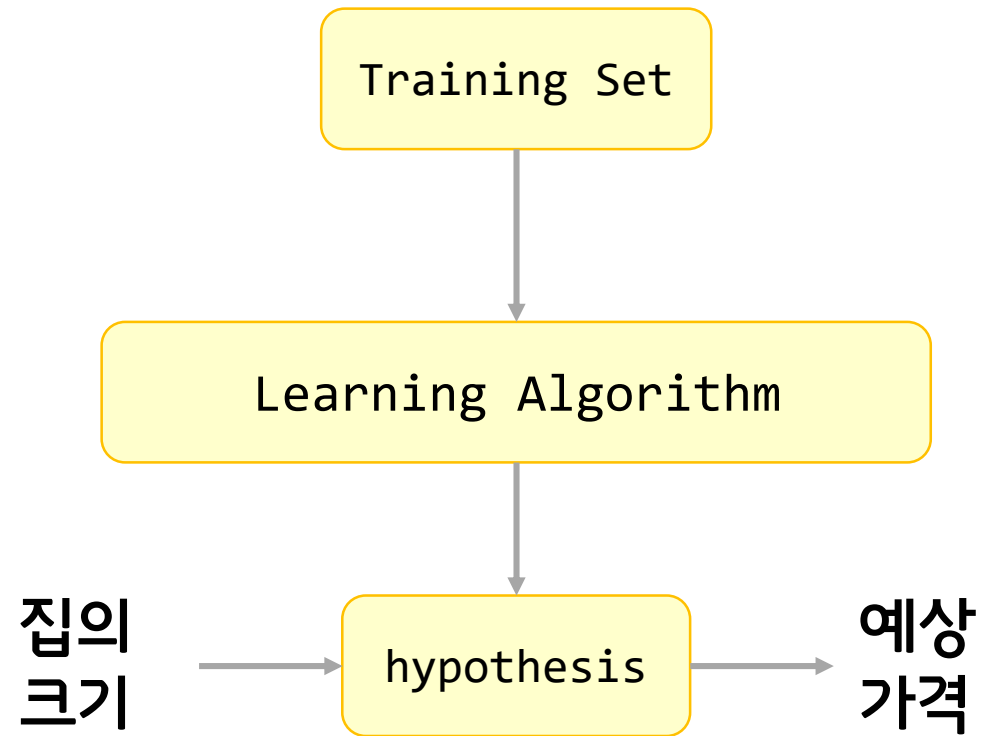 Training Set
Learning Algorithm
집의
크기
hypothesis
예상
가격